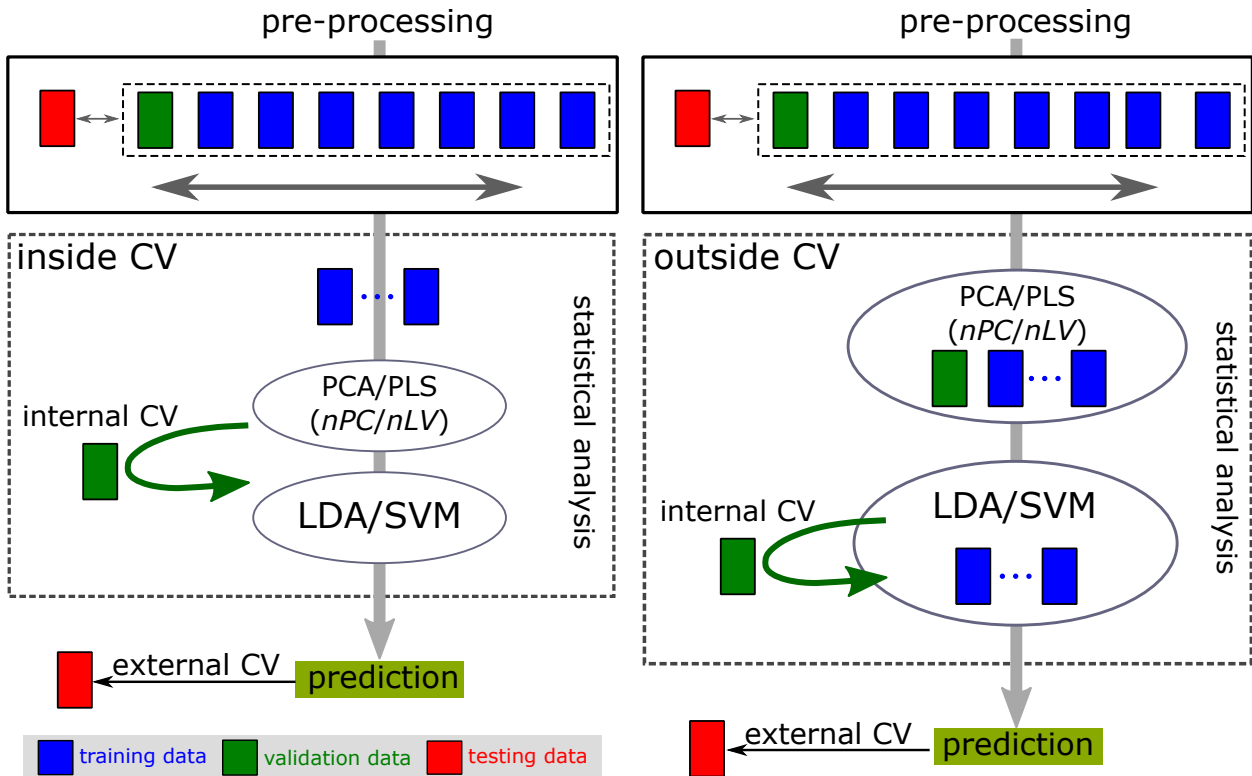 pre-processing
inside CV
statistical analysis
PCA/PLS
(nPC/nLV)
internal CV
LDA/SVM
external CV
prediction
training data
validation data
testing data
pre-processing
outside CV
statistical analysis
PCA/PLS
(nPC/nLV)
internal CV
LDA/SVM
external CV
prediction